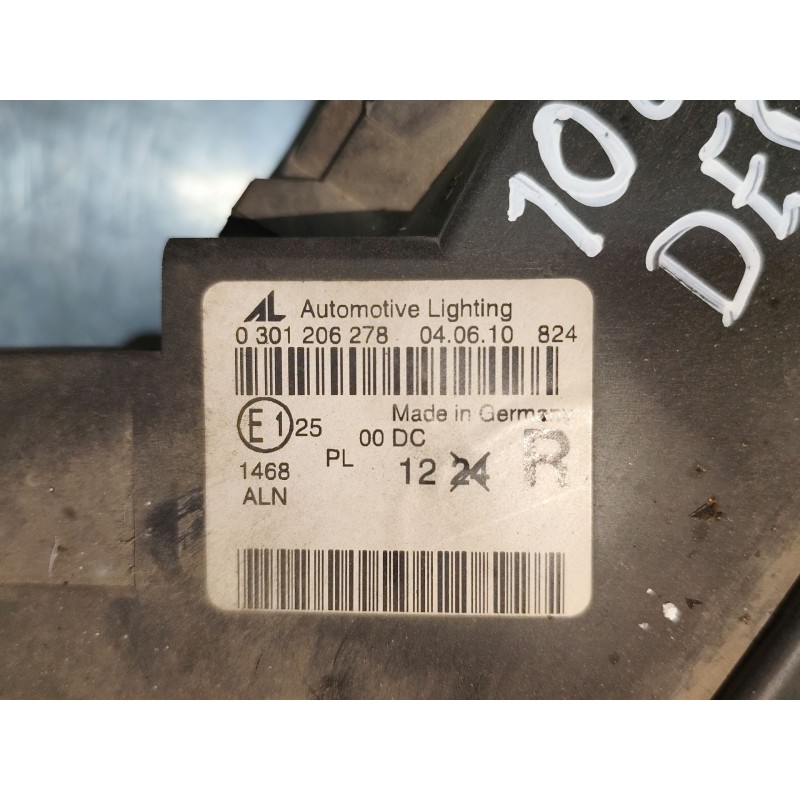 AL Automotive Lighting
0 301 206 278 04.06.10 824
Made in Germany
E1 25 00 DC
PL 12 24 R
1468
ALN